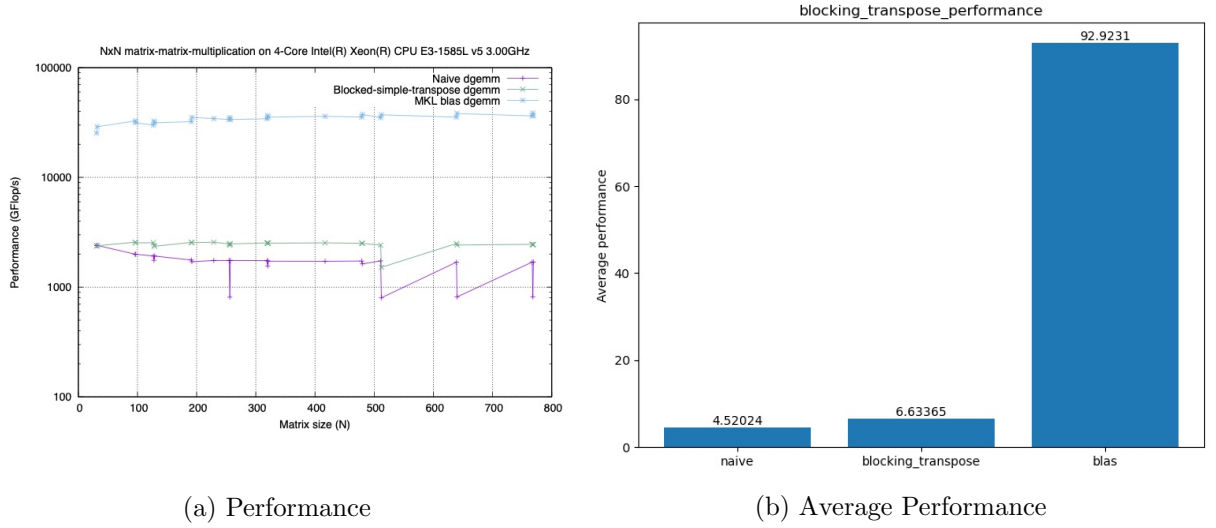 NxN matrix-matrix-multiplication on 4-Core Intel(R) Xeon(R) CPU E3-1585L v5 3.00GHz
100000
10000
1000
100
Performance (GFlop/s)
Naive dgemm
Blocked-simple-transpose dgemm
MKL blas dgemm
0 100 200 300 400 500 600 700 800
Matrix size (N)
(a) Performance
blocking_transpose_performance
Average performance
80
60
40
20
0
4.52024
6.63365
92.9231
naive blocking_transpose blas
(b) Average Performance